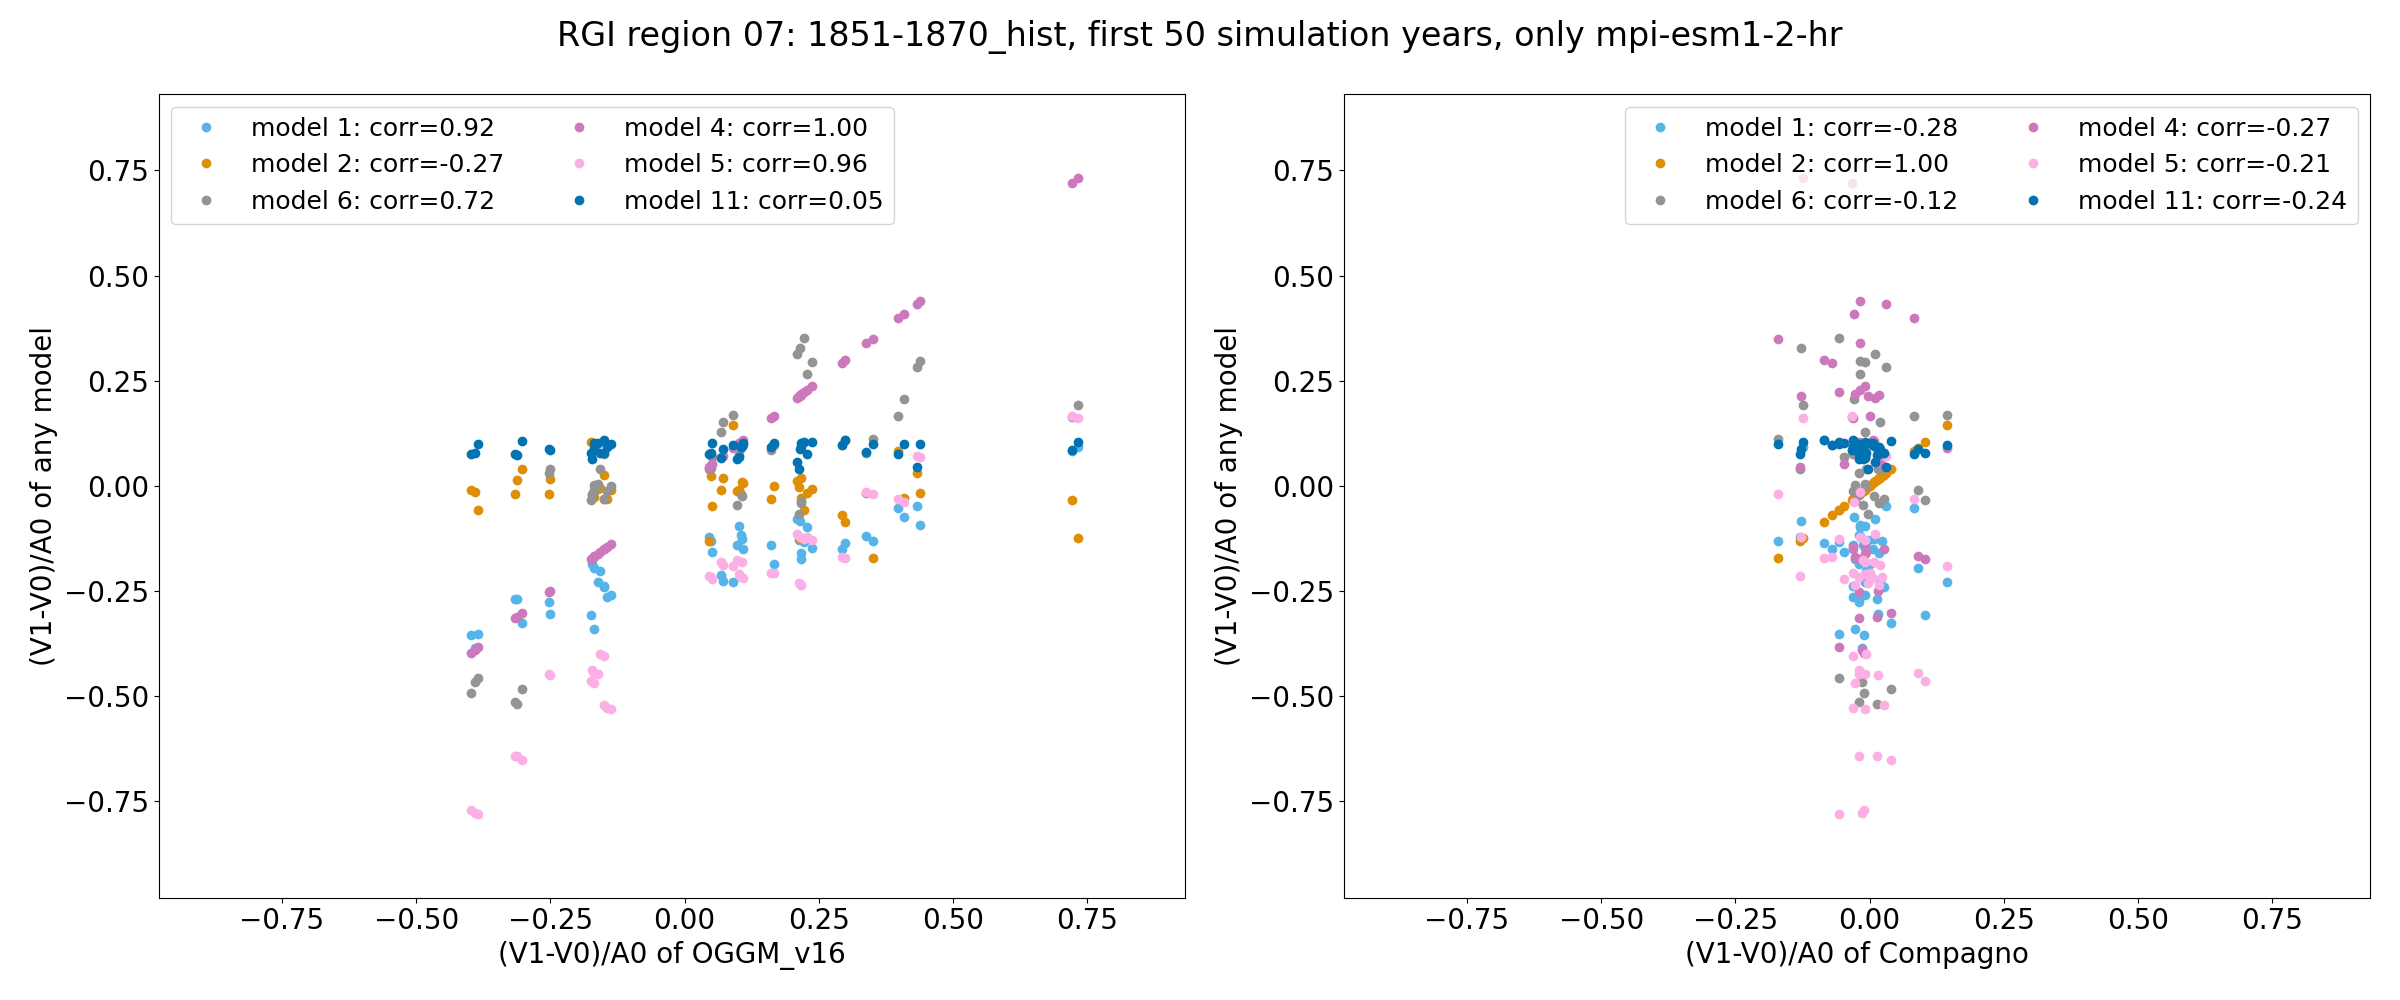 RGI region 07: 1851-1870_hist, first 50 simulation years, only mpi-esm1-2-hr
model 1: corr=0.92
model 2: corr=-0.27
model 6: corr=0.72
model 4: corr=1.00
model 5: corr=0.96
model 11: corr=0.05
(V1-V0)/A0 of any model
0.75
0.50
0.25
0.00
−0.25
−0.50
−0.75
−0.75 −0.50 −0.25 0.00 0.25 0.50 0.75
(V1-V0)/A0 of OGGM_v16
model 1: corr=-0.28
model 2: corr=1.00
model 6: corr=-0.12
model 4: corr=-0.27
model 5: corr=-0.21
model 11: corr=-0.24
(V1-V0)/A0 of any model
0.75
0.50
0.25
0.00
−0.25
−0.50
−0.75
−0.75 −0.50 −0.25 0.00 0.25 0.50 0.75
(V1-V0)/A0 of Compagno